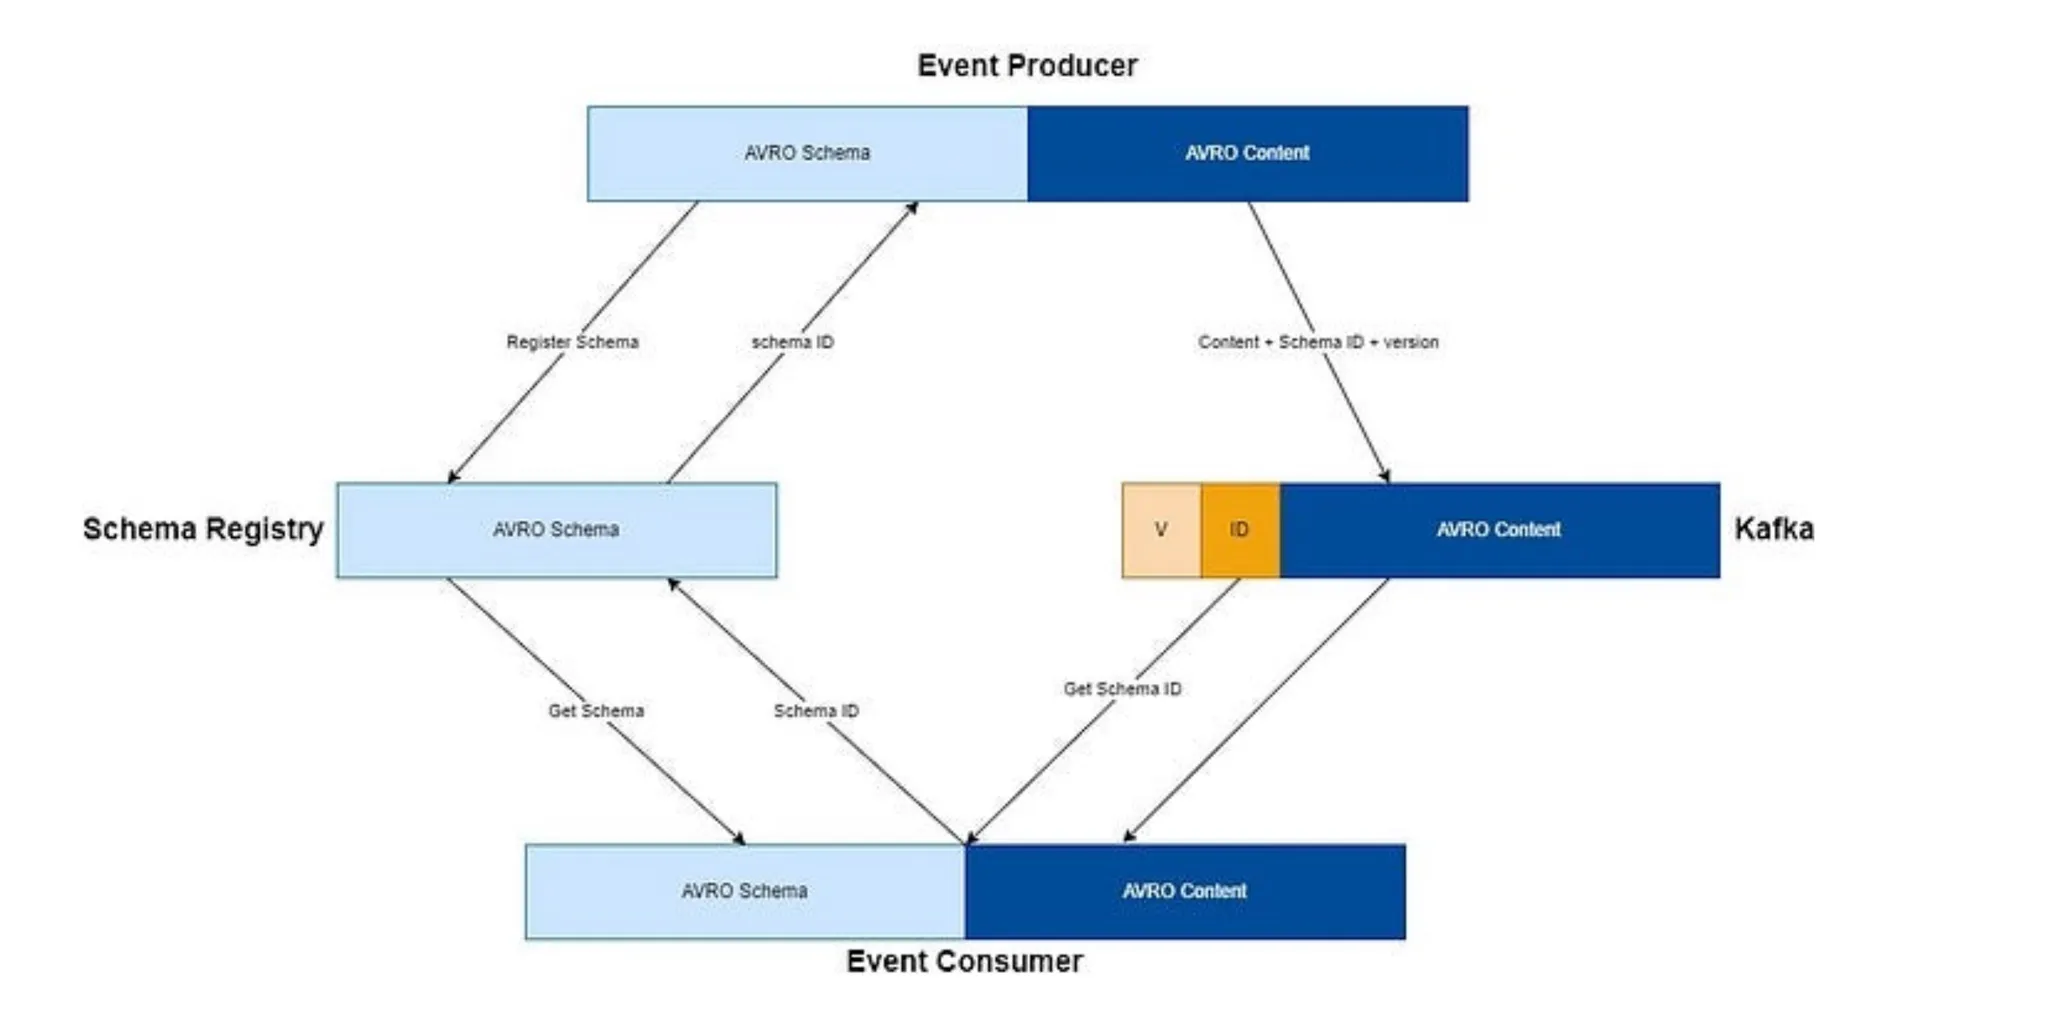 Event Producer
AVRO Schema
AVRO Content
Register Schema
schema ID
Content + Schema ID + version
Schema Registry
AVRO Schema
V
ID
AVRO Content
Kafka
Get Schema
Schema ID
Get Schema ID
AVRO Schema
AVRO Content
Event Consumer